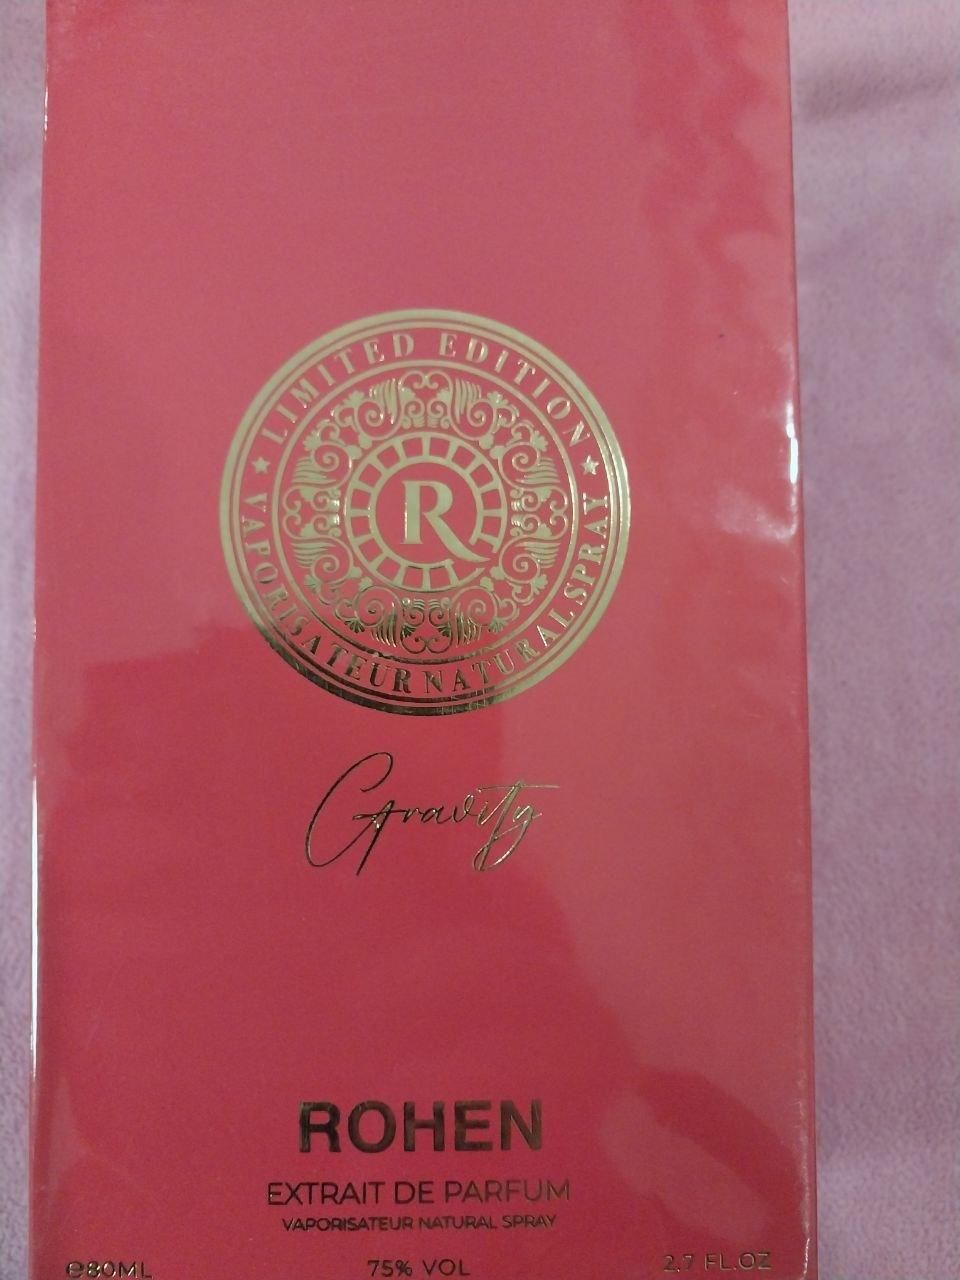 LIMITED EDITION
★ VAPORISATEUR NATURAL SPRAY ★
R
Gravity
ROHEN
EXTRAIT DE PARFUM
VAPORISATEUR NATURAL SPRAY
℮80ML 75% VOL 2.7 FL.OZ